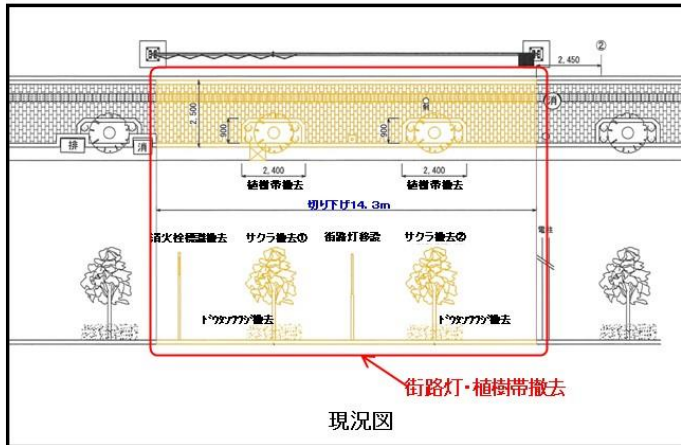 ②
2,450
2,500
900
900
消
排
消
2,400
2,400
植樹帯撤去
植樹帯撤去
切り下げ14.3m
消火栓標識撤去
サクラ撤去①
街路灯移設
サクラ撤去②
電柱
ドウダンツツジ撤去
ドウダンツツジ撤去
街路灯・植樹帯撤去
現況図